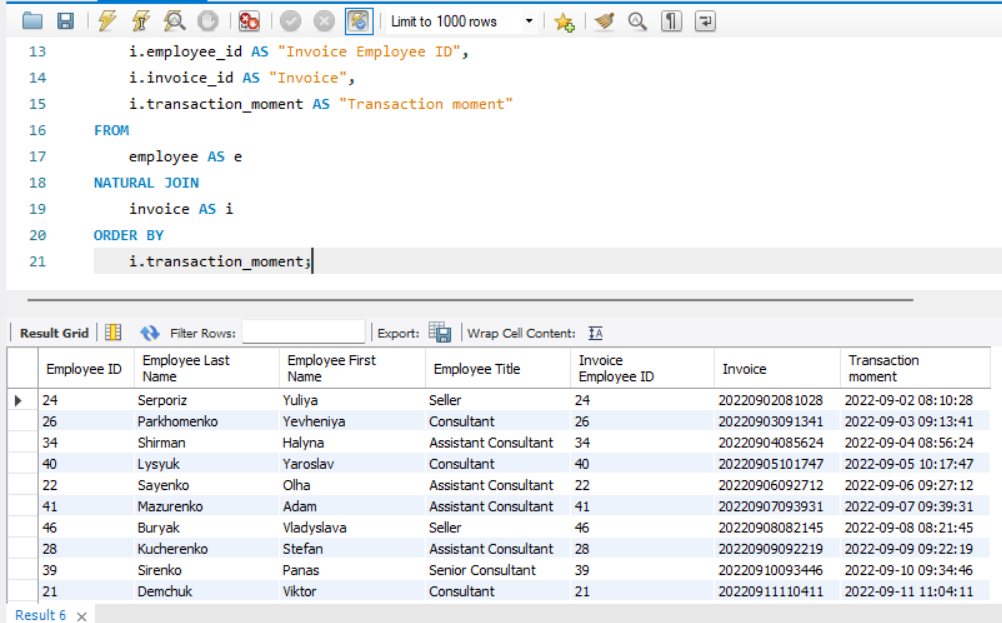 Limit to 1000 rows
13 i.employee_id AS "Invoice Employee ID",
14 i.invoice_id AS "Invoice",
15 i.transaction_moment AS "Transaction moment"
16 FROM
17 employee AS e
18 NATURAL JOIN
19 invoice AS i
20 ORDER BY
21 i.transaction_moment;
Result Grid Filter Rows: Export: Wrap Cell Content: IA
Employee ID Employee Last Name Employee First Name Employee Title Invoice Employee ID Invoice Transaction moment
24 Serporiz Yuliya Seller 24 20220902081028 2022-09-02 08:10:28
26 Parkhomenko Yevheniya Consultant 26 20220903091341 2022-09-03 09:13:41
34 Shirman Halyna Assistant Consultant 34 20220904085624 2022-09-04 08:56:24
40 Lysyuk Yaroslav Consultant 40 20220905101747 2022-09-05 10:17:47
22 Sayenko Olha Assistant Consultant 22 20220906092712 2022-09-06 09:27:12
41 Mazurenko Adam Assistant Consultant 41 20220907093931 2022-09-07 09:39:31
46 Buryak Vladyslava Seller 46 20220908082145 2022-09-08 08:21:45
28 Kucherenko Stefan Assistant Consultant 28 20220909092219 2022-09-09 09:22:19
39 Sirenko Panas Senior Consultant 39 20220910093446 2022-09-10 09:34:46
21 Demchuk Viktor Consultant 21 20220911110411 2022-09-11 11:04:11
Result 6